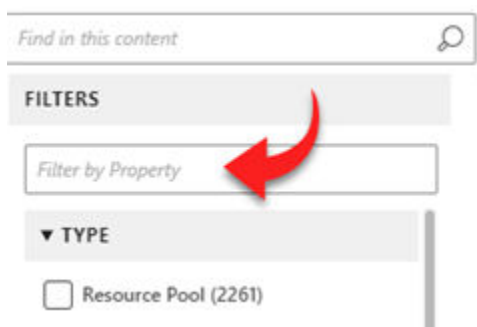 Find in this content
FILTERS
Filter by Property
▼ TYPE
Resource Pool (2261)